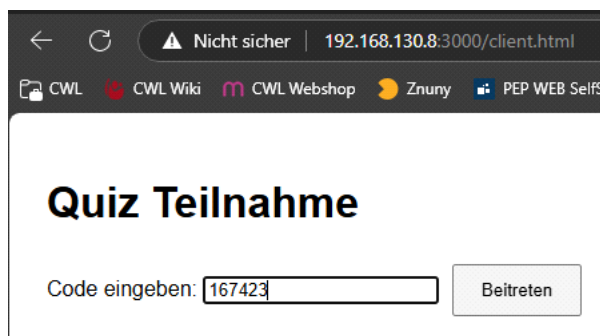 Nicht sicher 192.168.130.8:3000/client.html
CWL CWL Wiki CWL Webshop Znuny PEP WEB SelfS
Quiz Teilnahme
Code eingeben: 167423 Beitreten